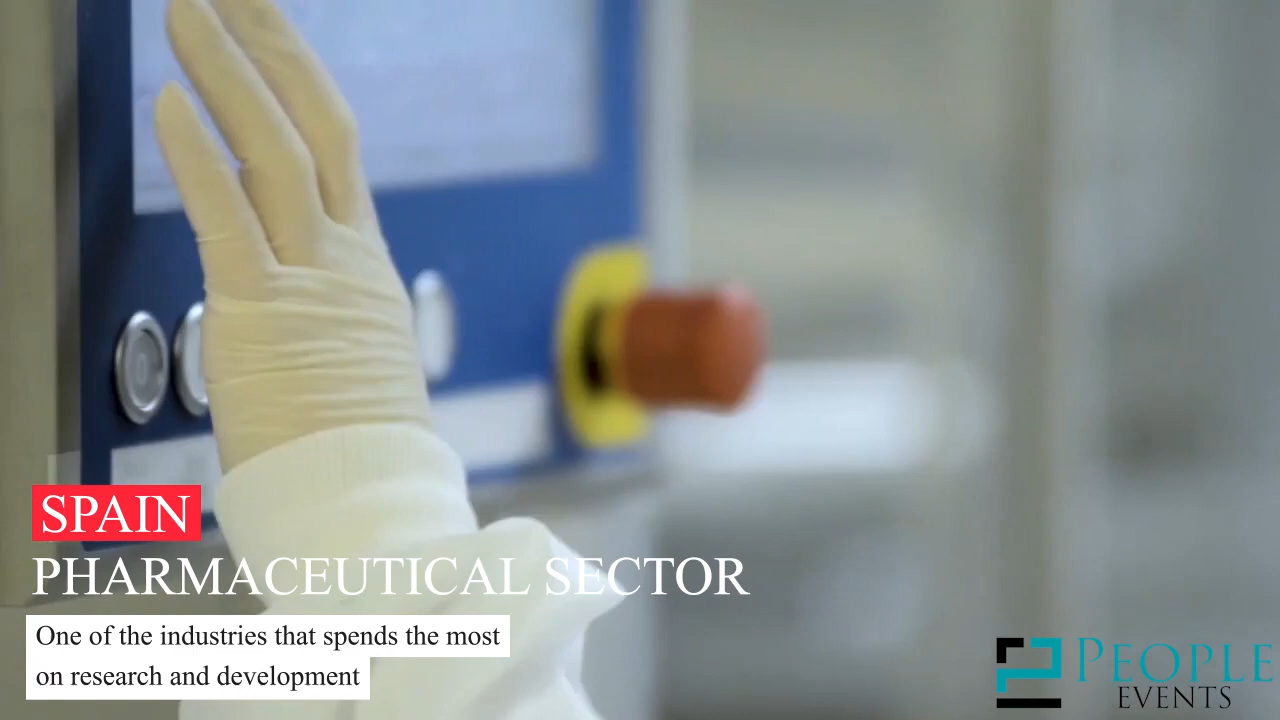 SPAIN
PHARMACEUTICAL SECTOR
One of the industries that spends the most
on research and development
PEOPLE
EVENTS